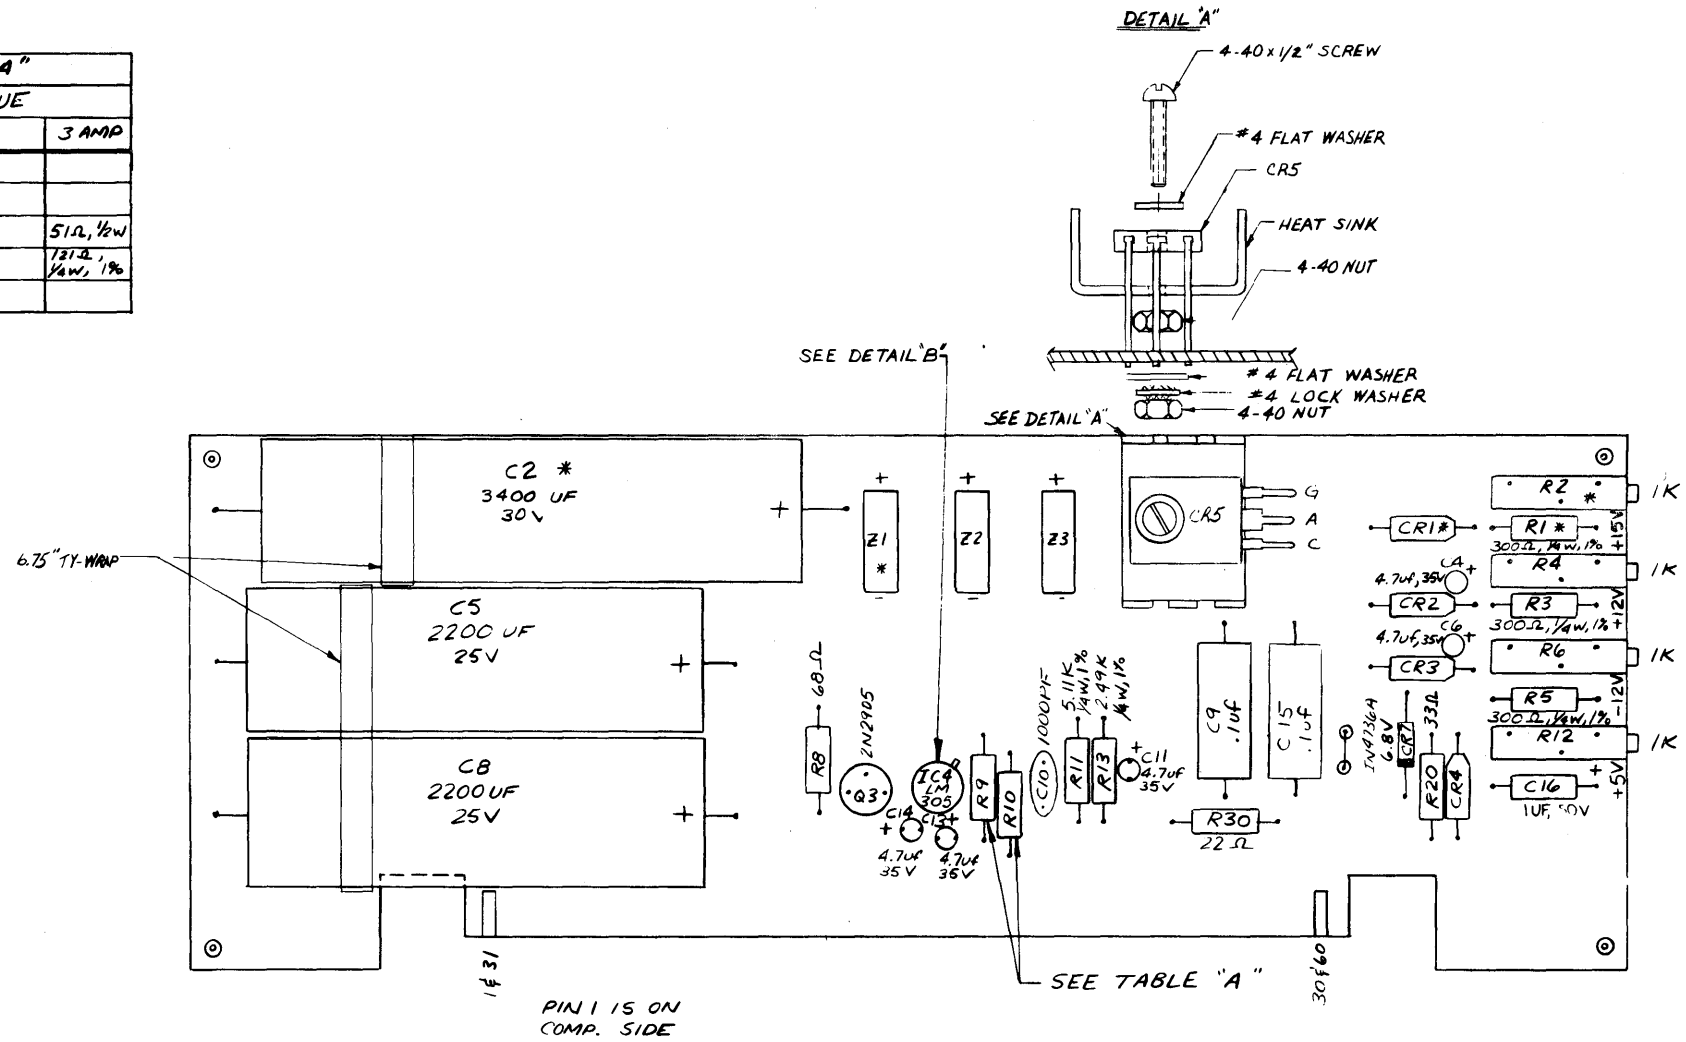 DETAIL "A"
4-40 x 1/2" SCREW
#4 FLAT WASHER
CR5
HEAT SINK
4-40 NUT
#4 FLAT WASHER
#4 LOCK WASHER
4-40 NUT
SEE DETAIL "A"
SEE DETAIL "B"
A"
UE
3 AMP
51Ω, 1/2W
121Ω,
1/4W, 1%
6.75" TY-WRAP
C2 *
3400 UF
30V
+
C5
2200 UF
25V
+
C8
2200 UF
25V
+
+
Z1
*
-
+
Z2
-
+
Z3
-
CR5
G
A
C
R2
*
1K
CR1*
R1 *
+15V
300Ω, 1/4W, 1%
C4
+
4.7uf, 35V
R4
1K
CR2
R3
+12V
300Ω, 1/4W, 1%
C6
+
4.7uf, 35V
R6
1K
CR3
R5
-12V
300Ω, 1/4W, 1%
R12
1K
+5V
+
C16
1UF, 50V
R8
68Ω
2N2905
Q3
IC4
LM
305
C14
+
4.7uf
35V
C13
+
4.7uf
35V
R9
R10
C10
1000PF
R11
5.11K
1/4W, 1%
R13
2.49K
1/4W, 1%
+
C11
4.7uf
35V
C9
.1uf
C15
.1uf
R30
22Ω
IN4736A
6.8V
CR7
33Ω
R20
CR4
1 & 31
30 & 60
SEE TABLE "A"
PIN 1 IS ON
COMP. SIDE